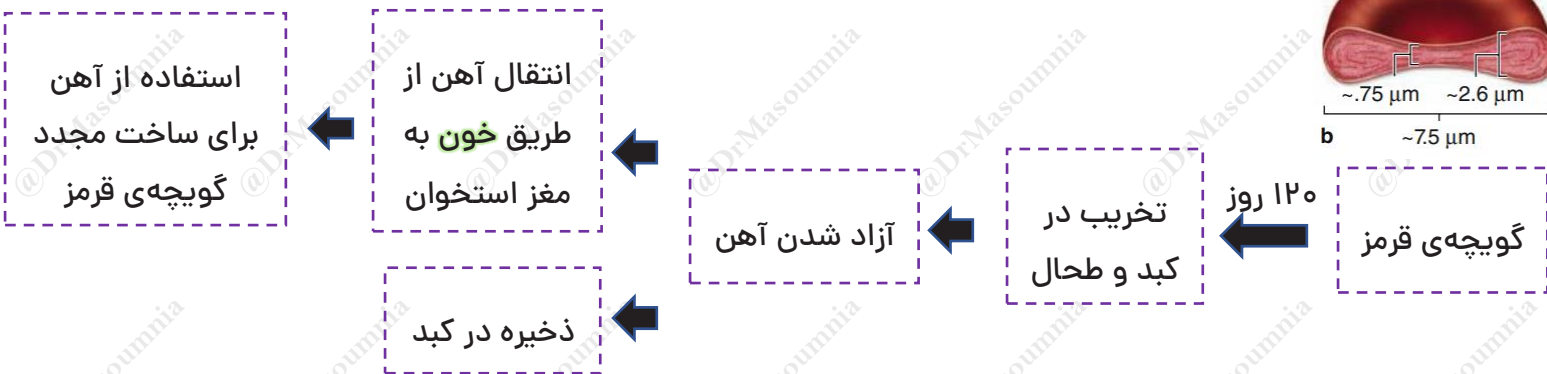 ~.75 µm ~2.6 µm
b ~7.5 µm
گویچه‌ی قرمز
۱۲۰ روز
تخریب در
کبد و طحال
آزاد شدن آهن
انتقال آهن از
طریق خون به
مغز استخوان
استفاده از آهن
برای ساخت مجدد
گویچه‌ی قرمز
ذخیره در کبد
@DrMasoumnia